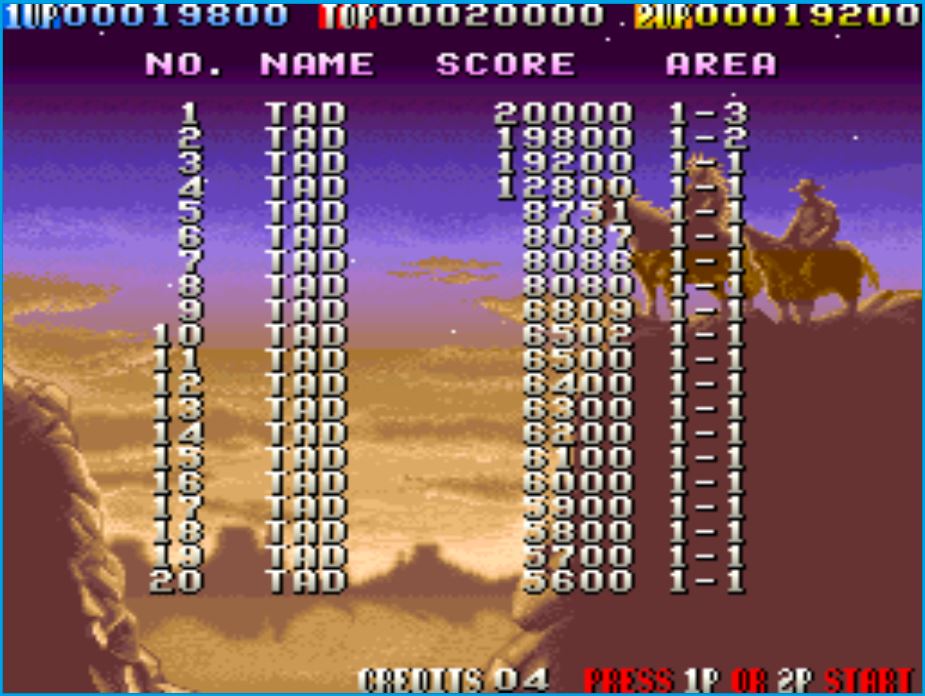 1UP00019800 TOP00020000 2UP00019200
NO. NAME SCORE AREA
1 TAD 20000 1-3
2 TAD 19800 1-2
3 TAD 19200 1-1
4 TAD 12800 1-1
5 TAD 8751 1-1
6 TAD 8087 1-1
7 TAD 8086 1-1
8 TAD 8080 1-1
9 TAD 6809 1-1
10 TAD 6502 1-1
11 TAD 6500 1-1
12 TAD 6400 1-1
13 TAD 6300 1-1
14 TAD 6200 1-1
15 TAD 6100 1-1
16 TAD 6000 1-1
17 TAD 5900 1-1
18 TAD 5800 1-1
19 TAD 5700 1-1
20 TAD 5600 1-1
CREDITS 04 PRESS 1P OR 2P START